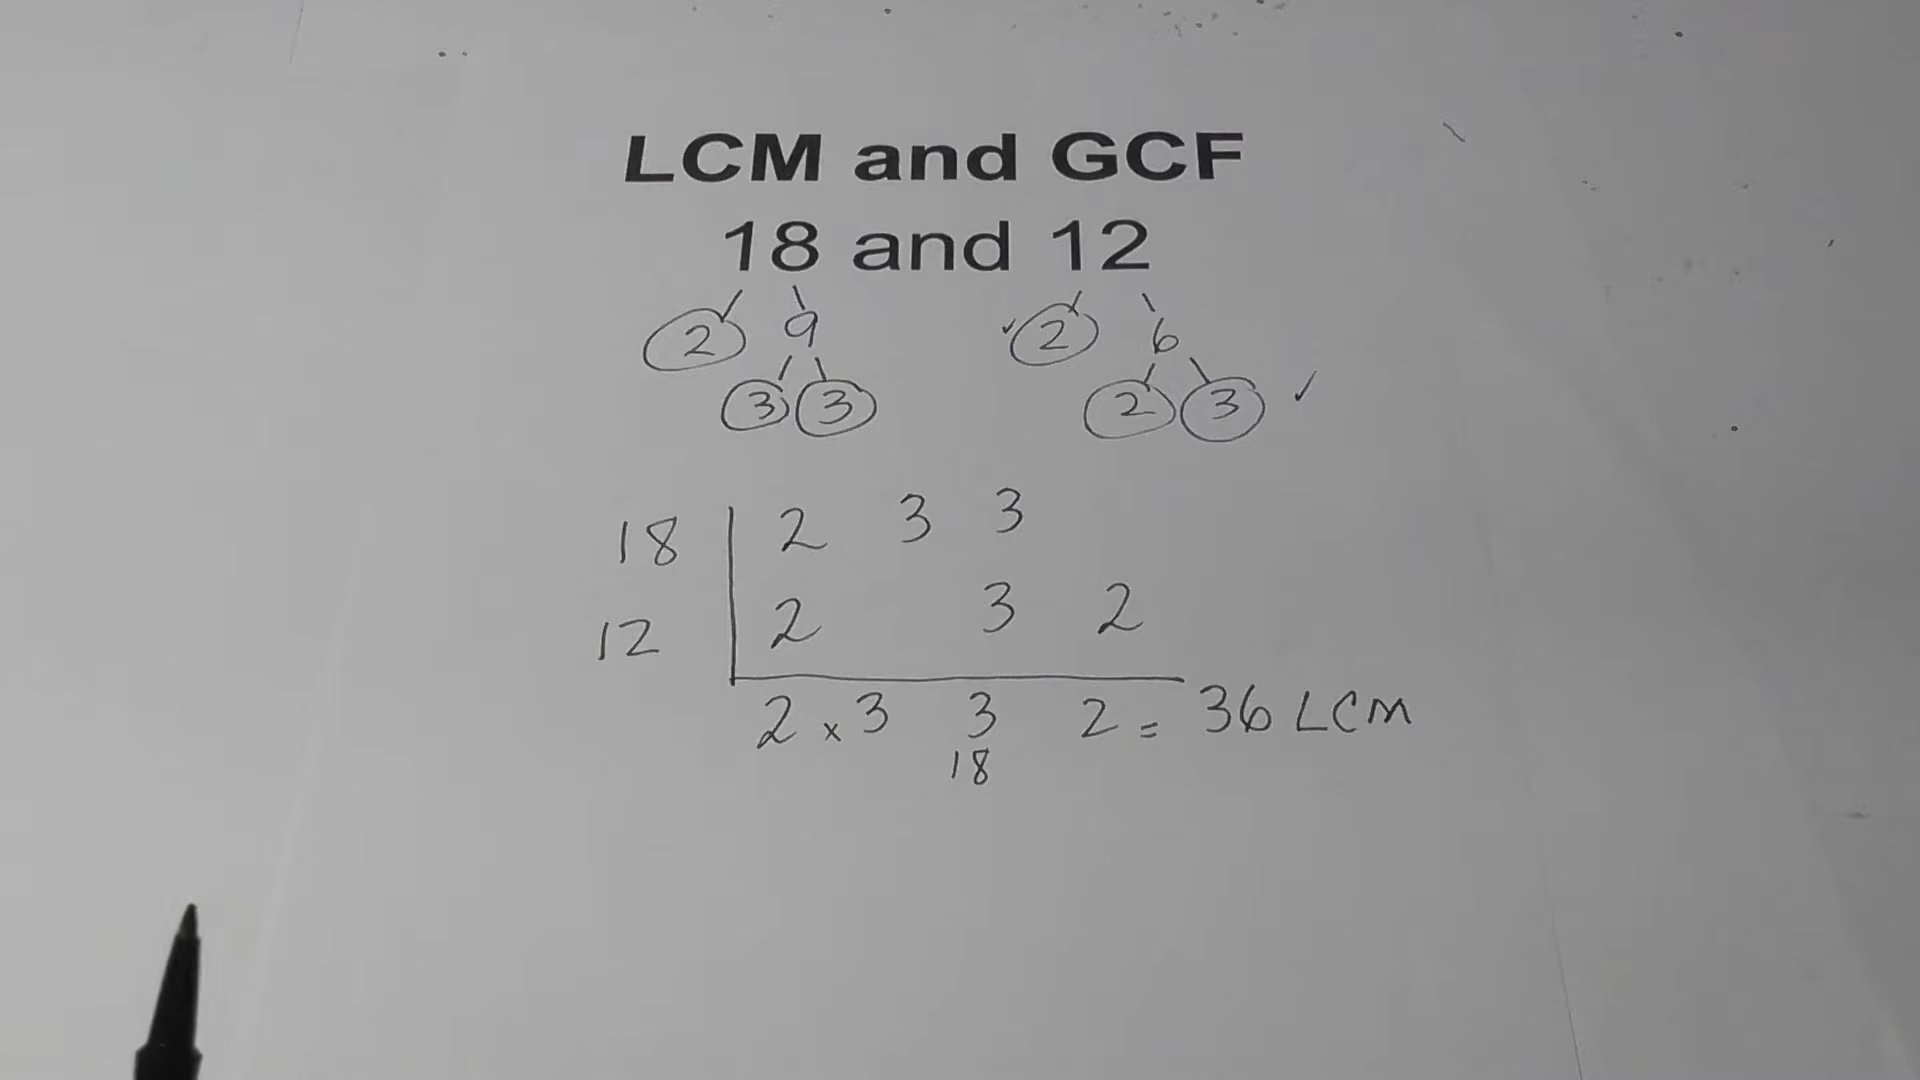 LCM and GCF
18 and 12
2 9 2 6
3 3 2 3
18 2 3 3
12 2 3 2
2 x 3 3 2 = 36 LCM
18